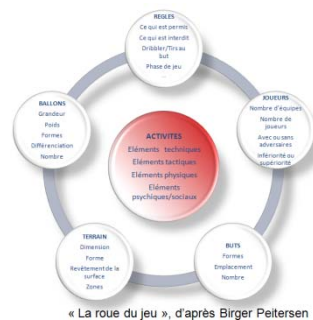 REGLES
Ce qui est permis
Ce qui est interdit
Dribbler/Tirs au
but
Phase de jeu
...
JOUEURS
Nombre d'équipes
Nombre de
joueurs
Avec ou sans
adversaires
Infériorité ou
supériorité
BUTS
Formes
Emplacement
Nombre
TERRAIN
Dimension
Forme
Revêtement de la
surface
Zones
BALLONS
Grandeur
Poids
Formes
Différenciation
Nombre
ACTIVITES
Eléments techniques
Eléments tactiques
Eléments physiques
Eléments
psychiques/sociaux
« La roue du jeu », d'après Birger Peitersen